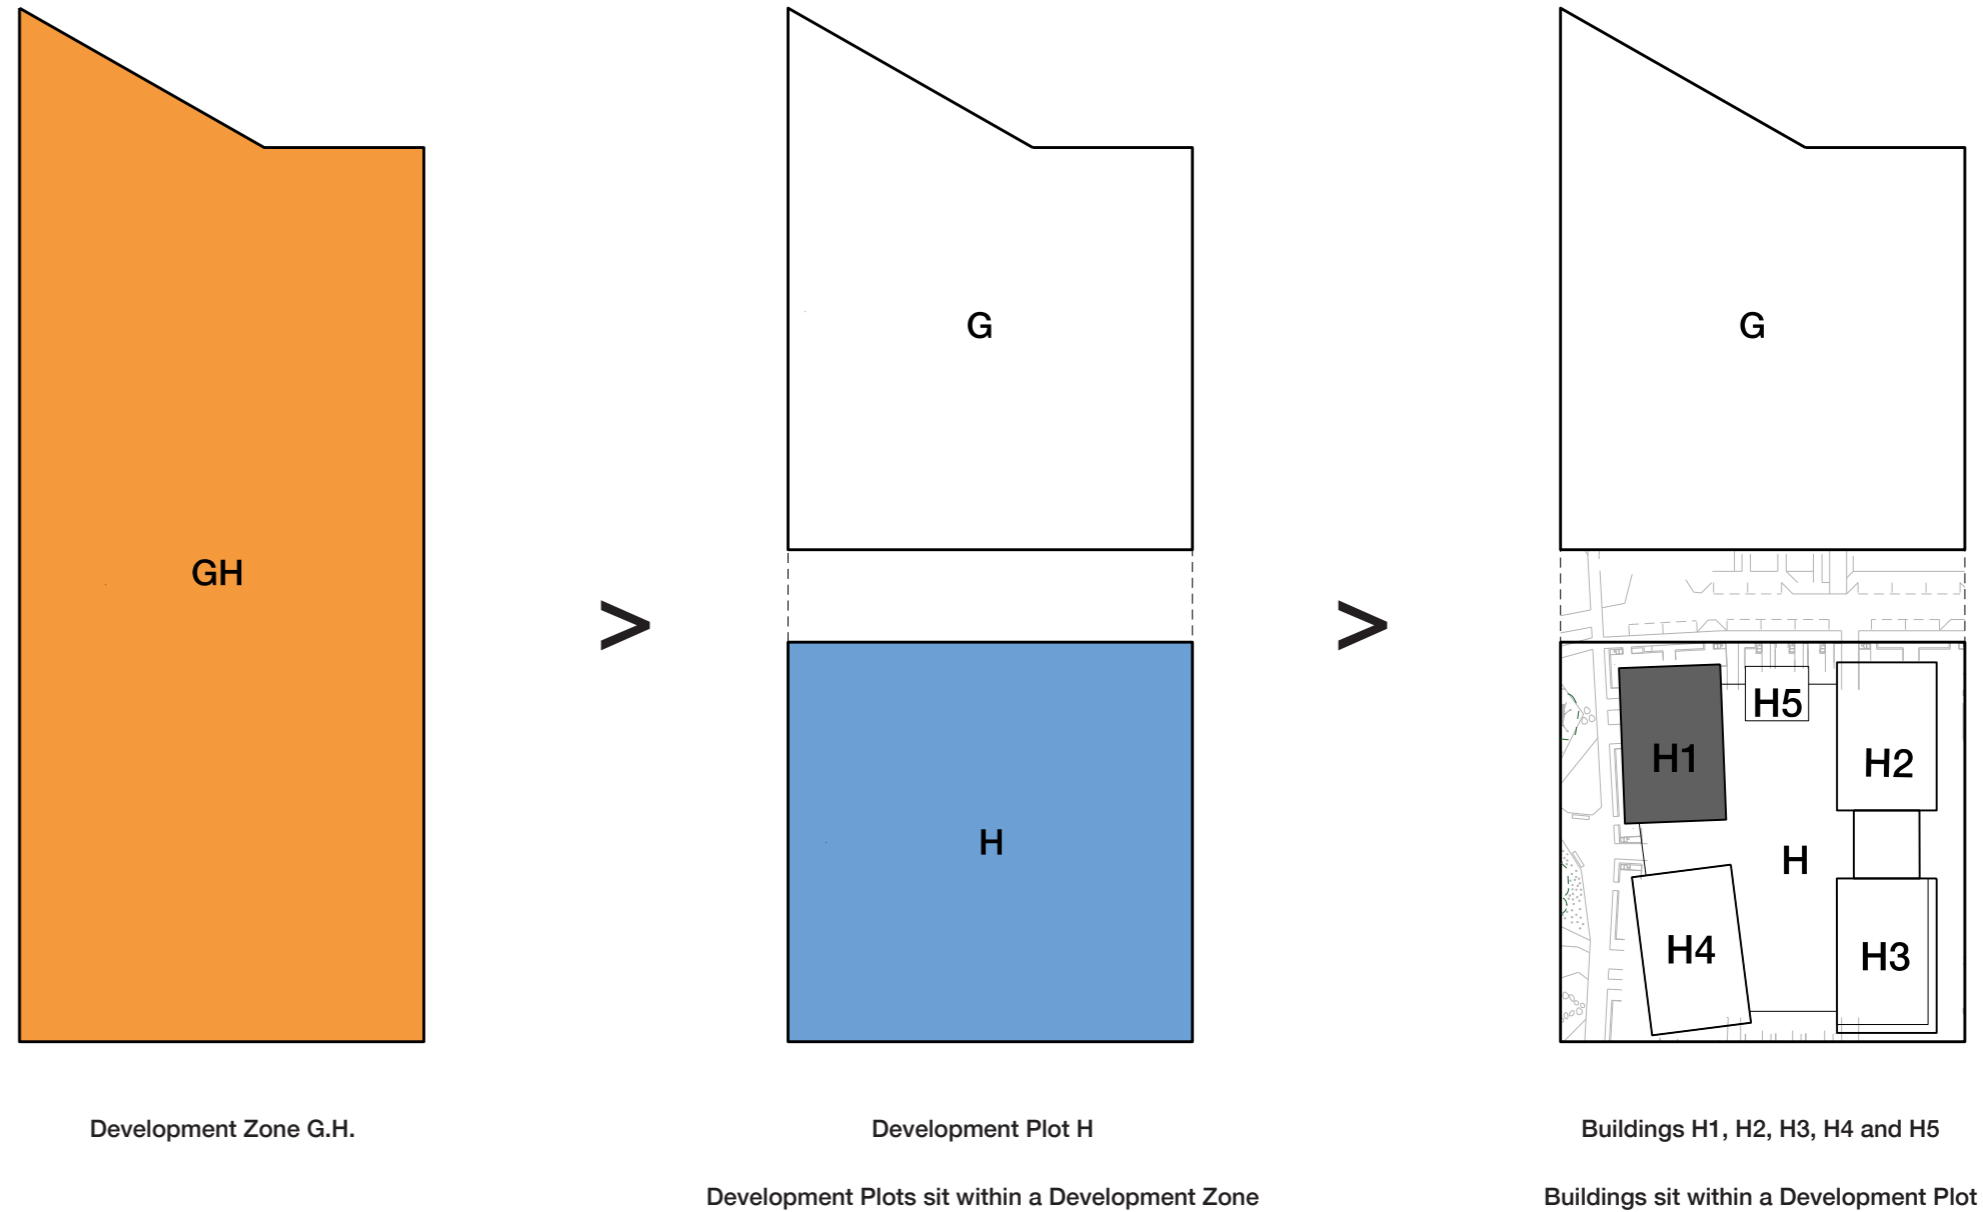 GH
>
G
H
>
G
H1
H5
H2
H
H4
H3
Development Zone G.H.
Development Plot H
Development Plots sit within a Development Zone
Buildings H1, H2, H3, H4 and H5
Buildings sit within a Development Plot